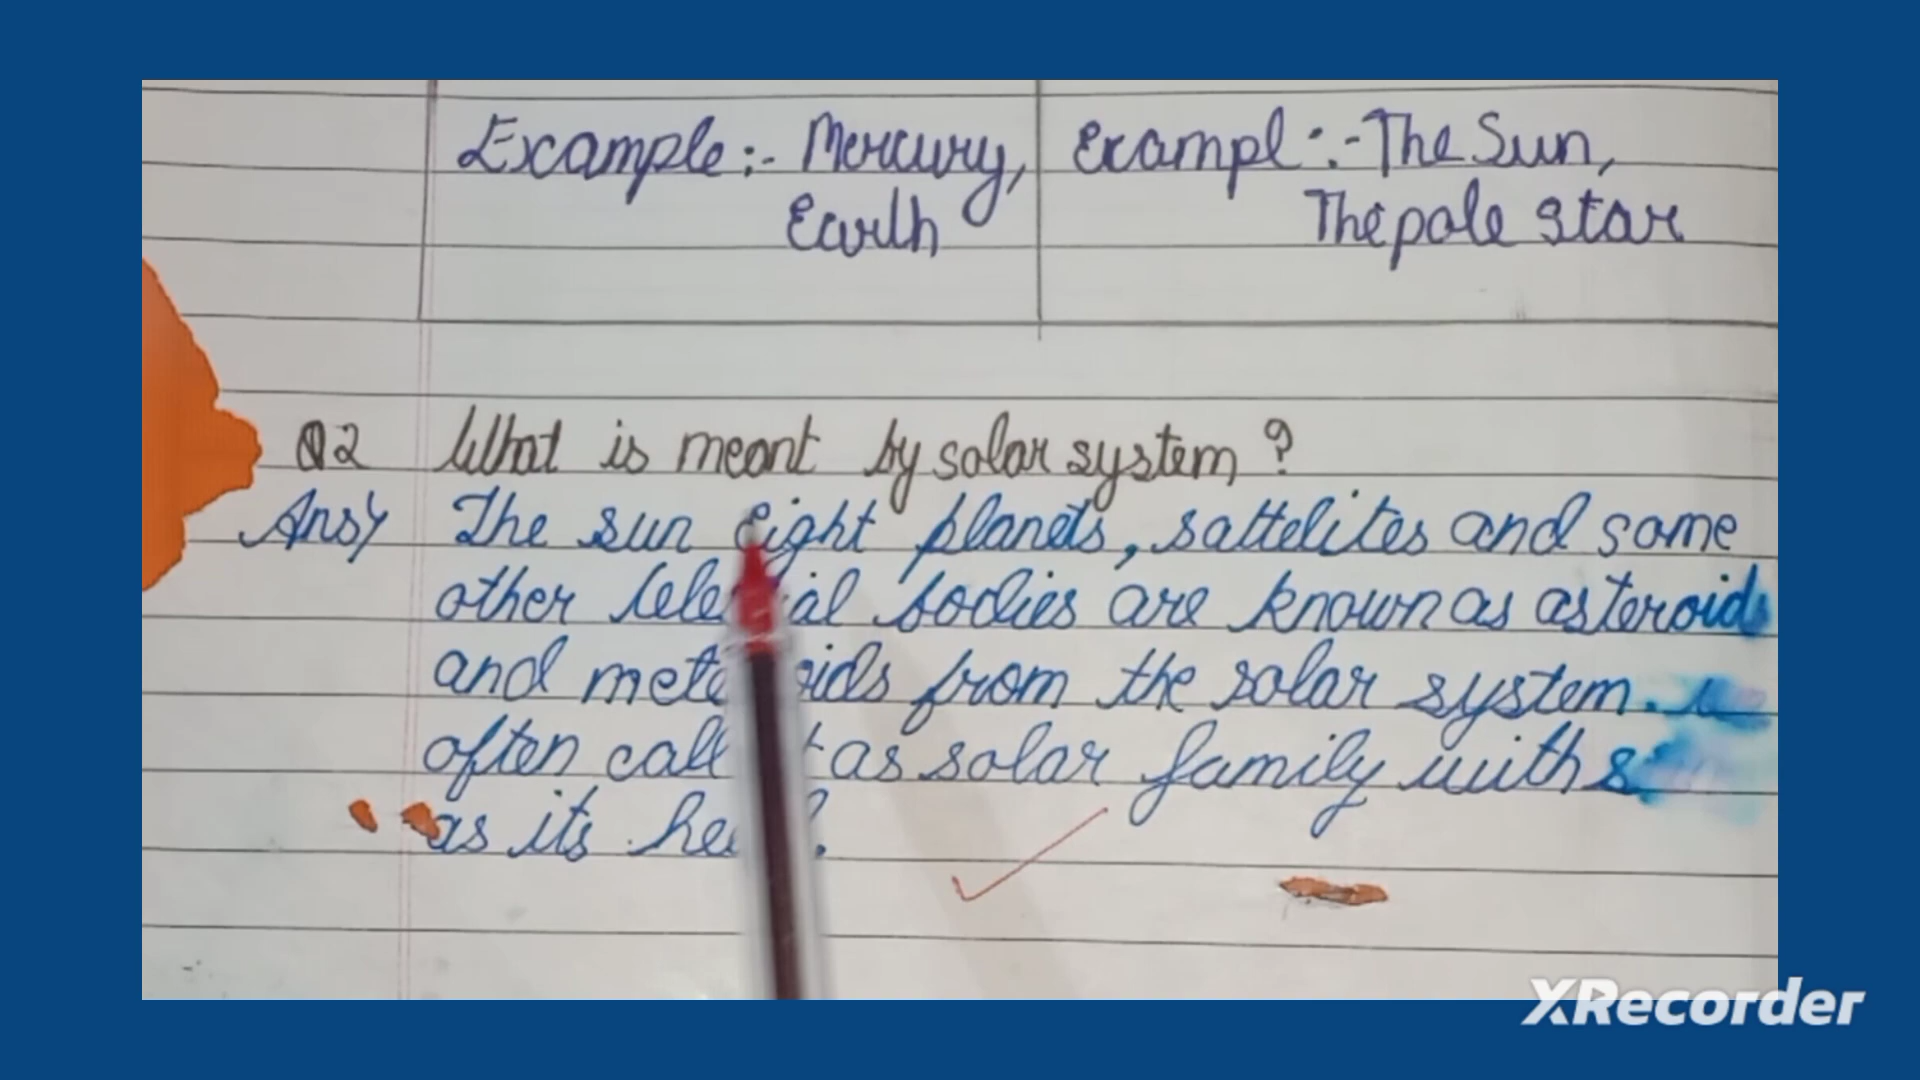 Example:- Mercury,
Earth
Exampl :- The Sun,
The pole star
Q2 What is meant by solar system ?
Ans The sun eight planets, sattelites and some
other bodies are known as asteroids
and from the solar system.
often call as solar family with
as its
XRecorder